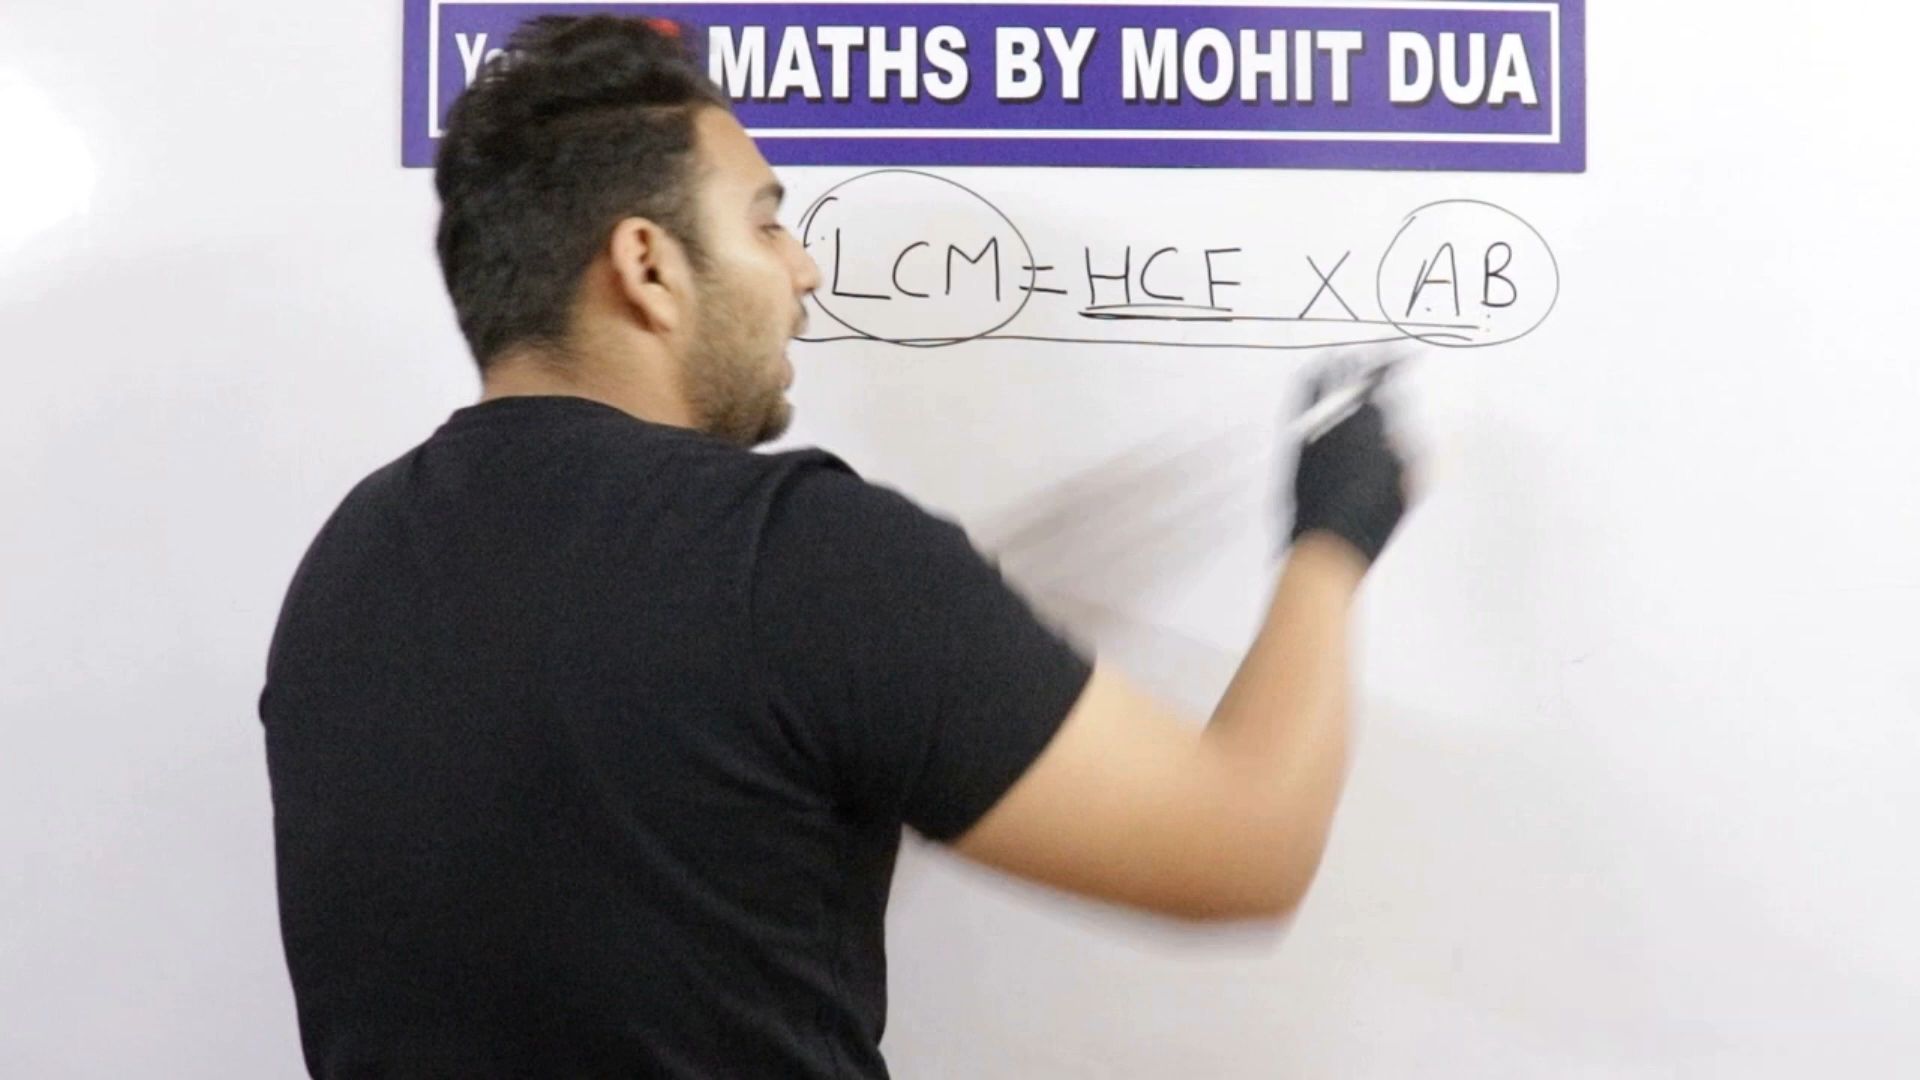 MATHS BY MOHIT DUA
LCM = HCF X AB